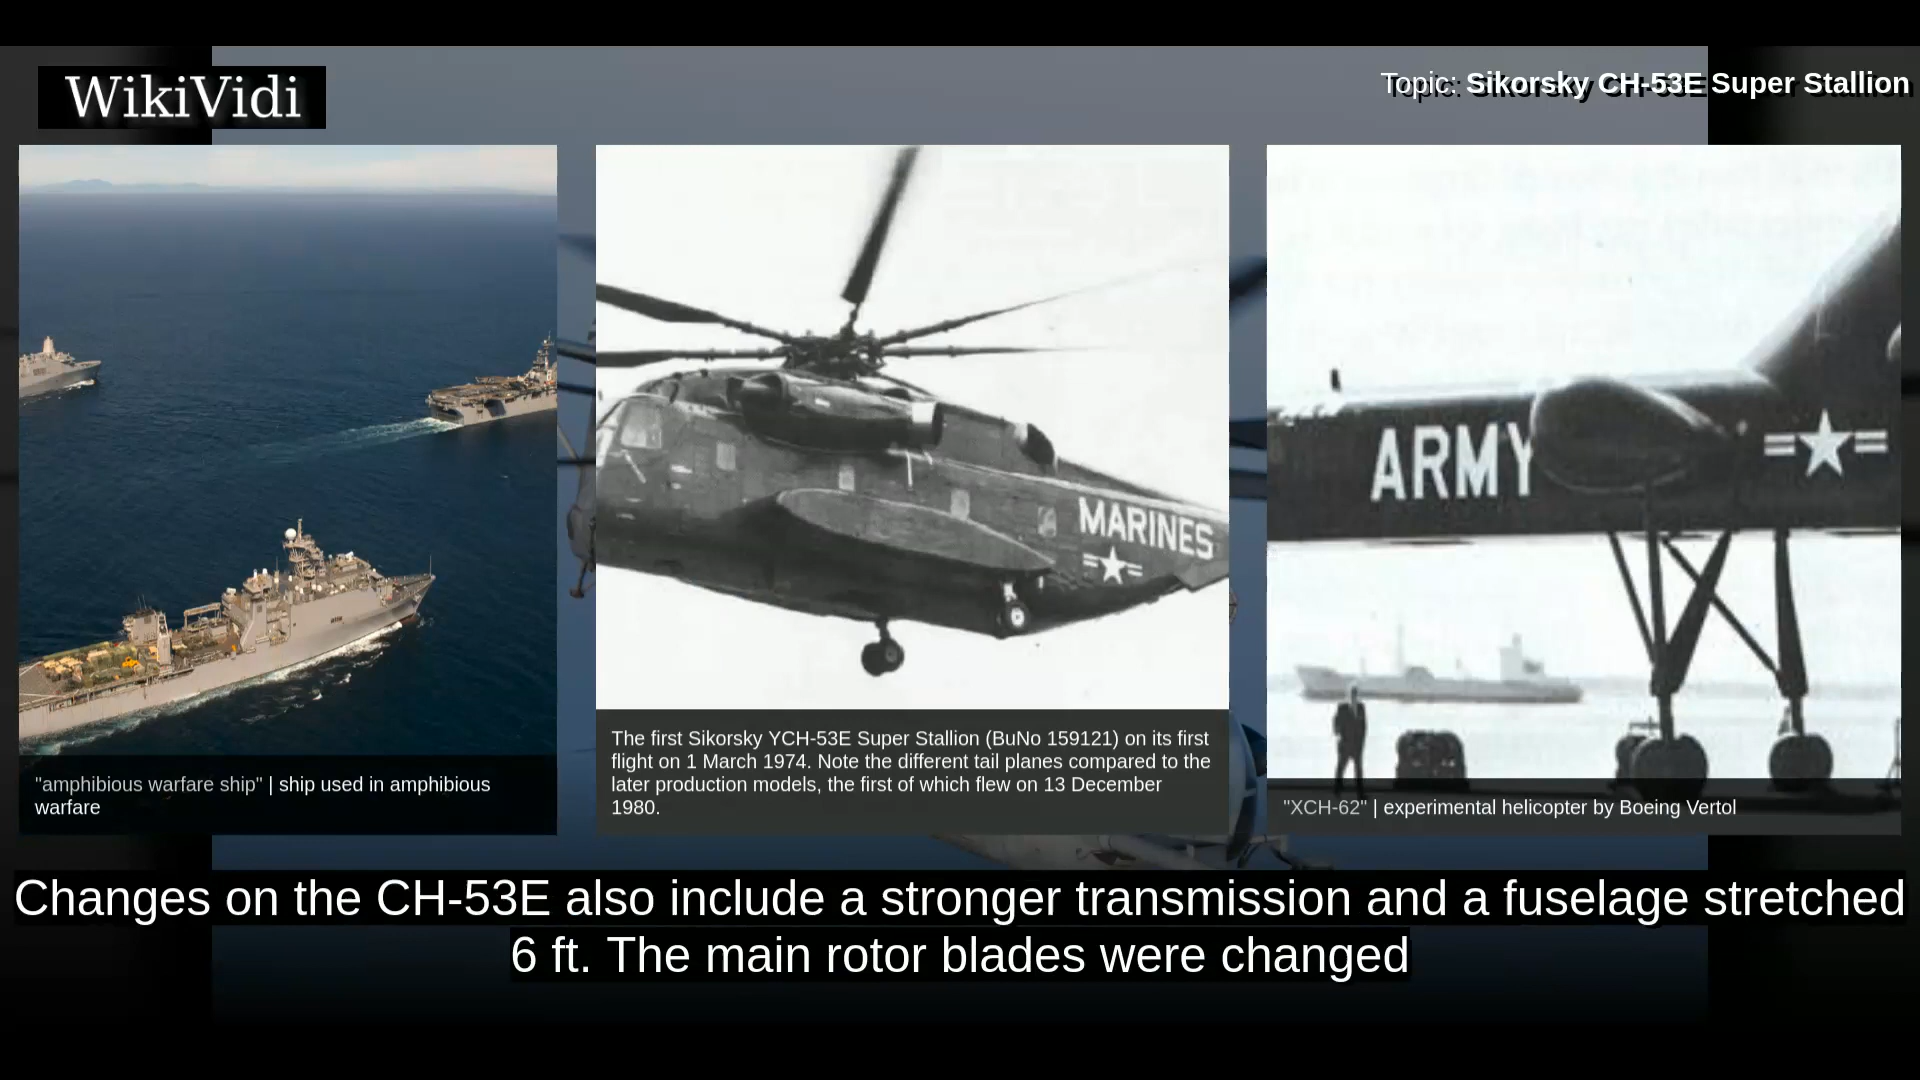 WikiVidi
Topic: Sikorsky CH-53E Super Stallion
MARINES
ARMY
"amphibious warfare ship" | ship used in amphibious
warfare
The first Sikorsky YCH-53E Super Stallion (BuNo 159121) on its first
flight on 1 March 1974. Note the different tail planes compared to the
later production models, the first of which flew on 13 December
1980.
"XCH-62" | experimental helicopter by Boeing Vertol
Changes on the CH-53E also include a stronger transmission and a fuselage stretched
6 ft. The main rotor blades were changed